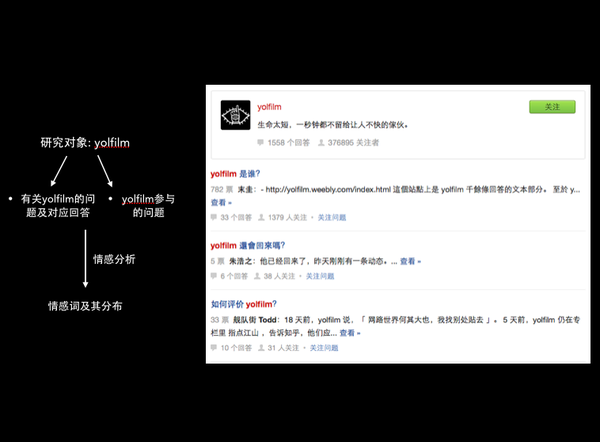 研究对象: yolfilm
• 有关yolfilm的问
题及对应回答
• yolfilm参与
的问题
情感分析
情感词及其分布
yolfilm
关注
生命太短，一秒钟都不留给让人不快的傢伙。
1558 个回答 376895 关注者
yolfilm 是谁?
782 票 末圭：- http://yolfilm.weebly.com/index.html 這個站點上是 yolfilm 千餘條回答的文本部分。 至於 y...
查看 »
33 个回答 1379 人关注 • 关注问题
yolfilm 還會回來嗎?
5 票 朱浩之：他已经回来了，昨天刚刚有一条动态。... 查看 »
6 个回答 38 人关注 • 关注问题
如何评价 yolfilm?
33 票 舰队街 Todd：18 天前，yolfilm 说，「 网路世界何其大也，我找别处贴去 」。 5 天前，yolfilm 仍在专
栏里 指点江山 ，告诉知乎，他们应... 查看 »
10 个回答 31 人关注 • 关注问题